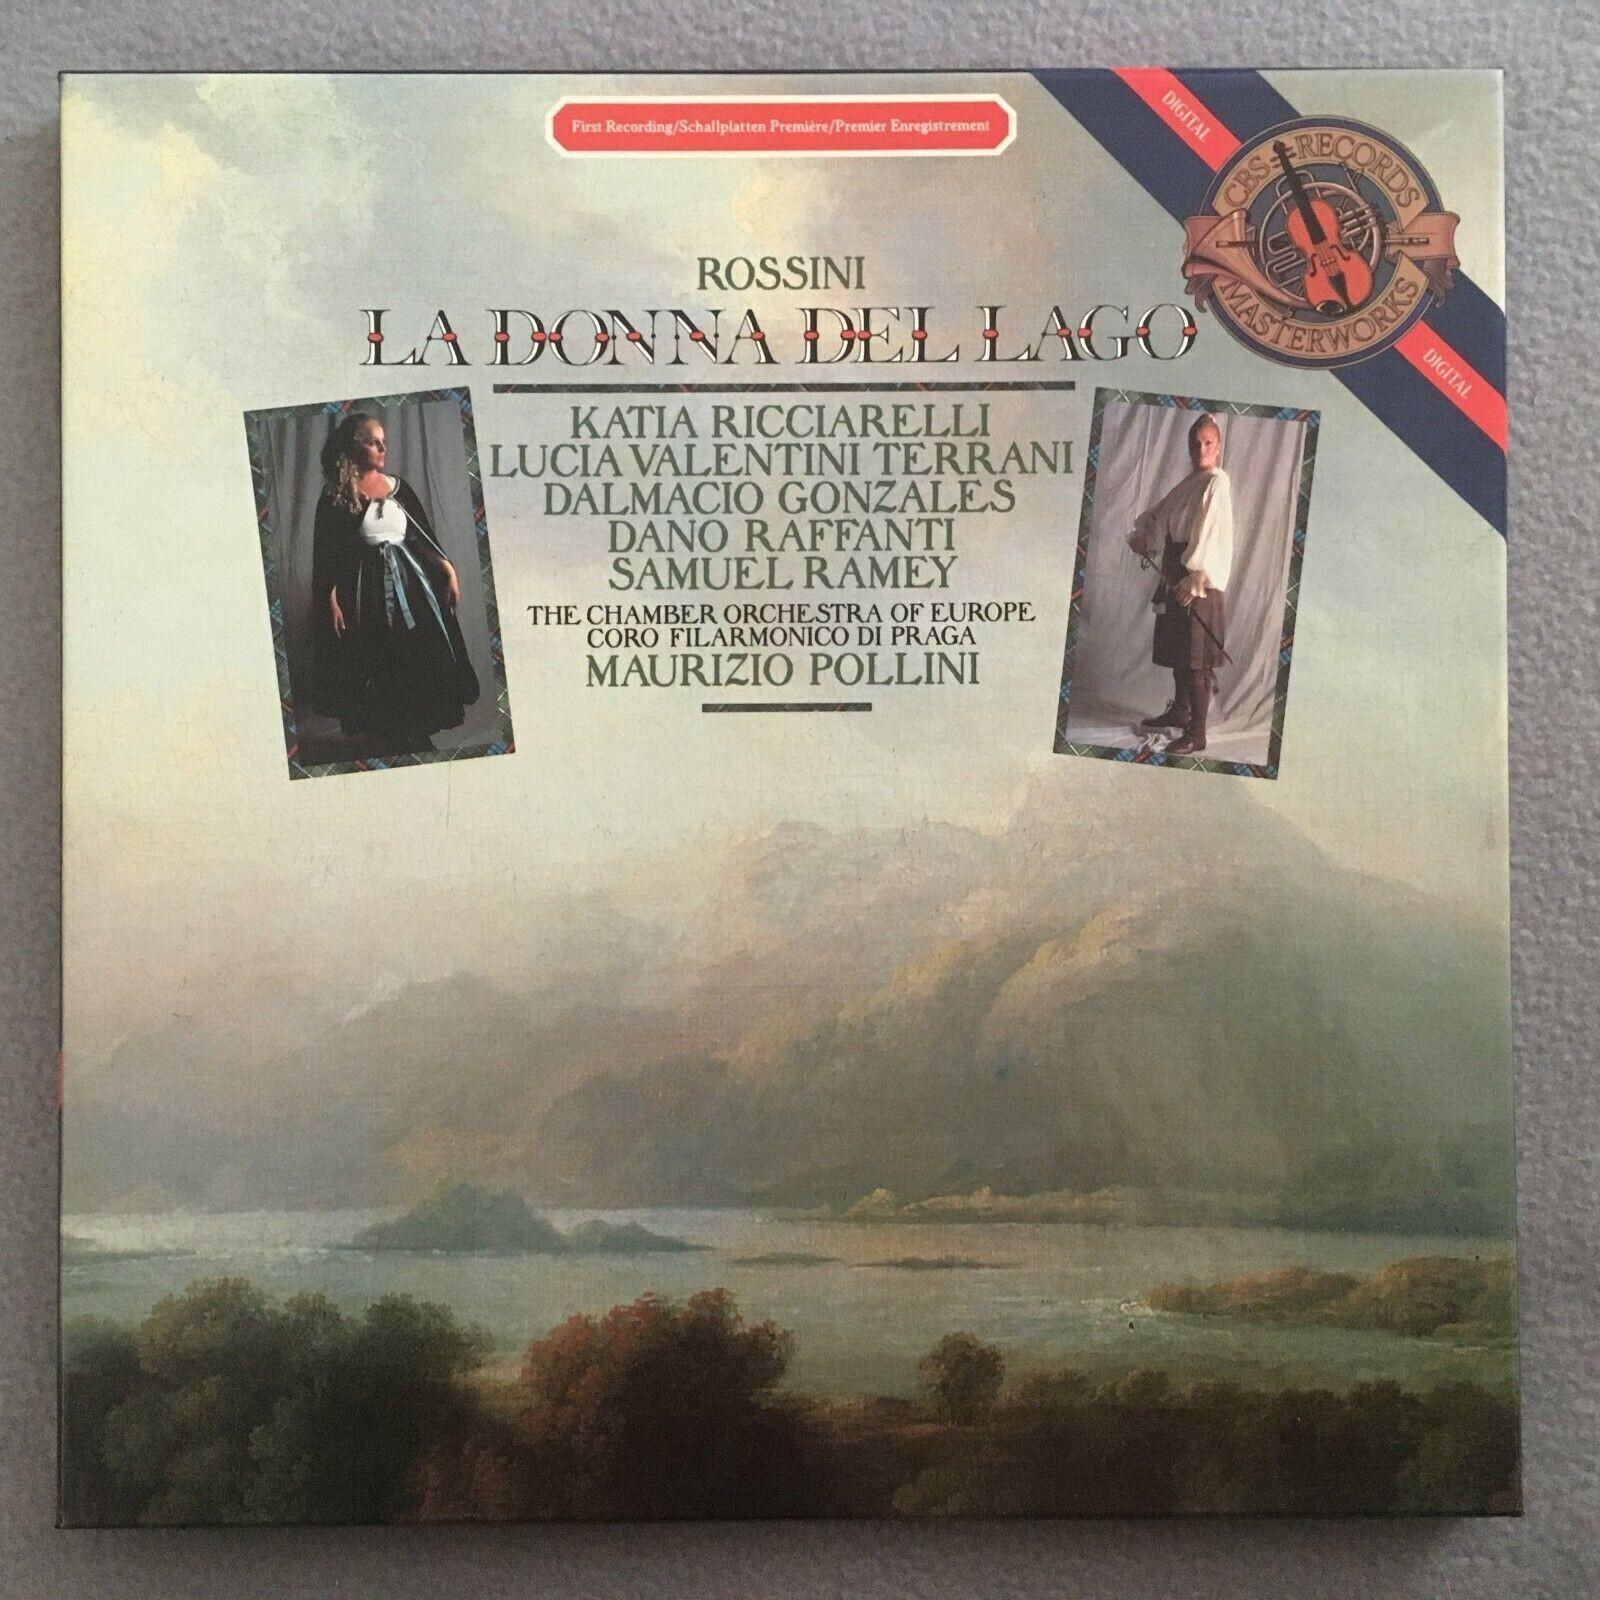 First Recording/Schallplatten Première/Premier Enregistrement
DIGITAL
CBS RECORDS
MASTERWORKS
DIGITAL
ROSSINI
LA DONNA DEL LAGO
KATIA RICCIARELLI
LUCIA VALENTINI TERRANI
DALMACIO GONZALES
DANO RAFFANTI
SAMUEL RAMEY
THE CHAMBER ORCHESTRA OF EUROPE
CORO FILARMONICO DI PRAGA
MAURIZIO POLLINI